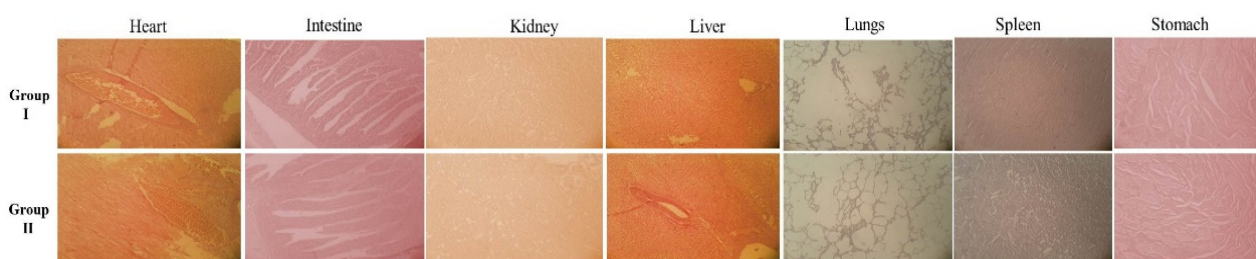 Heart Intestine Kidney Liver Lungs Spleen Stomach
Group
I
Group
II